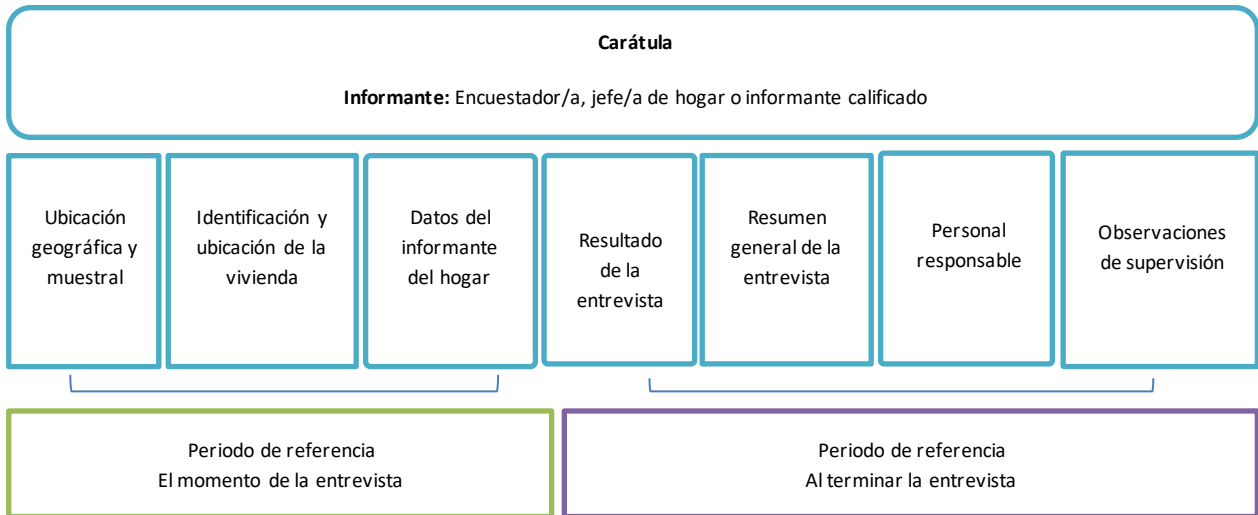 Carátula
Informante: Encuestador/a, jefe/a de hogar o informante calificado
Ubicación
geográfica y
muestral
Identificación y
ubicación de la
vivienda
Datos del
informante
del hogar
Resultado
de la
entrevista
Resumen
general de la
entrevista
Personal
responsable
Observaciones
de supervisión
Periodo de referencia
El momento de la entrevista
Periodo de referencia
Al terminar la entrevista